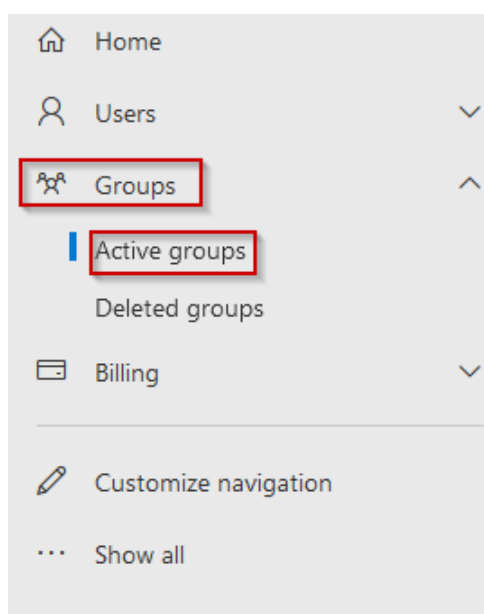 Home
Users
Groups
Active groups
Deleted groups
Billing
Customize navigation
Show all